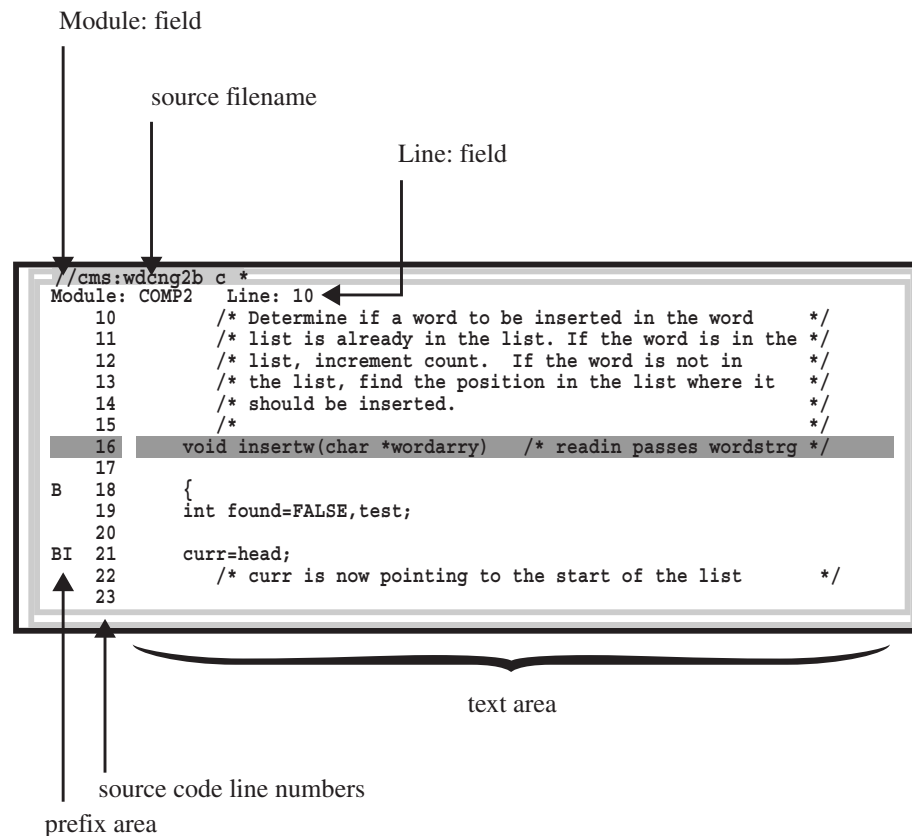 Module: field
source filename
Line: field
//cms:wdcng2b c *
Module: COMP2   Line: 10
10   /* Determine if a word to be inserted in the word      */
11   /* list is already in the list. If the word is in the */
12   /* list, increment count.  If the word is not in       */
13   /* the list, find the position in the list where it   */
14   /* should be inserted.                                 */
15   /*                                                     */
16   void insertw(char *wordarry)   /* readin passes wordstrg */
17
B   18   {
19   int found=FALSE,test;
20
BI  21   curr=head;
22   /* curr is now pointing to the start of the list       */
23
text area
source code line numbers
prefix area